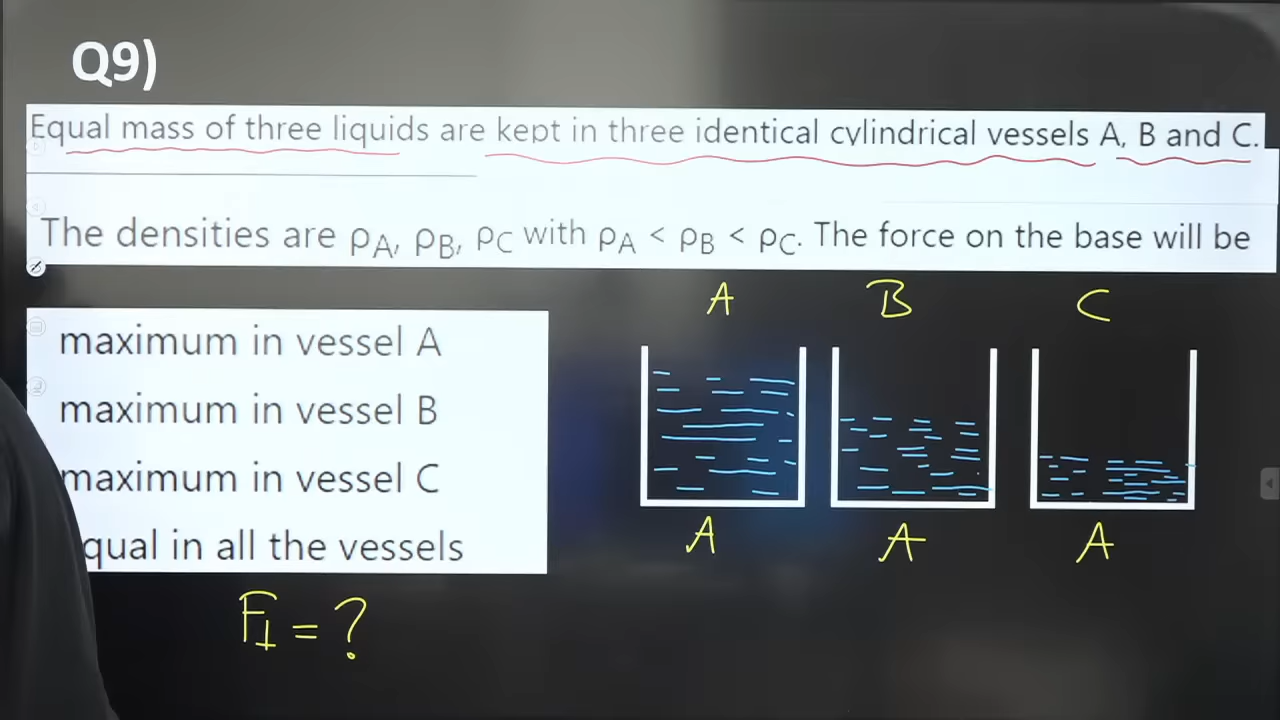 Q9)
Equal mass of three liquids are kept in three identical cylindrical vessels A, B and C.
The densities are ρA, ρB, ρC with ρA < ρB < ρC. The force on the base will be
maximum in vessel A
maximum in vessel B
maximum in vessel C
qual in all the vessels
A B C
A A A
F⊥ = ?